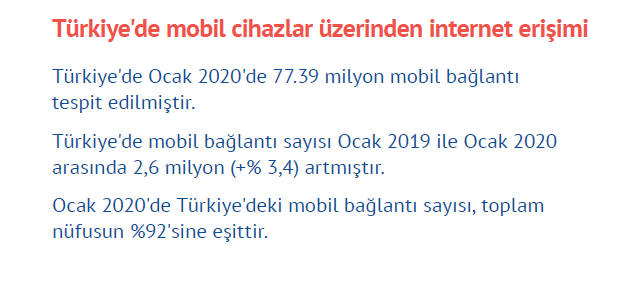 Türkiye'de mobil cihazlar üzerinden internet erişimi
Türkiye'de Ocak 2020'de 77.39 milyon mobil bağlantı
tespit edilmiştir.
Türkiye'de mobil bağlantı sayısı Ocak 2019 ile Ocak 2020
arasında 2,6 milyon (+% 3,4) artmıştır.
Ocak 2020'de Türkiye'deki mobil bağlantı sayısı, toplam
nüfusun %92'sine eşittir.